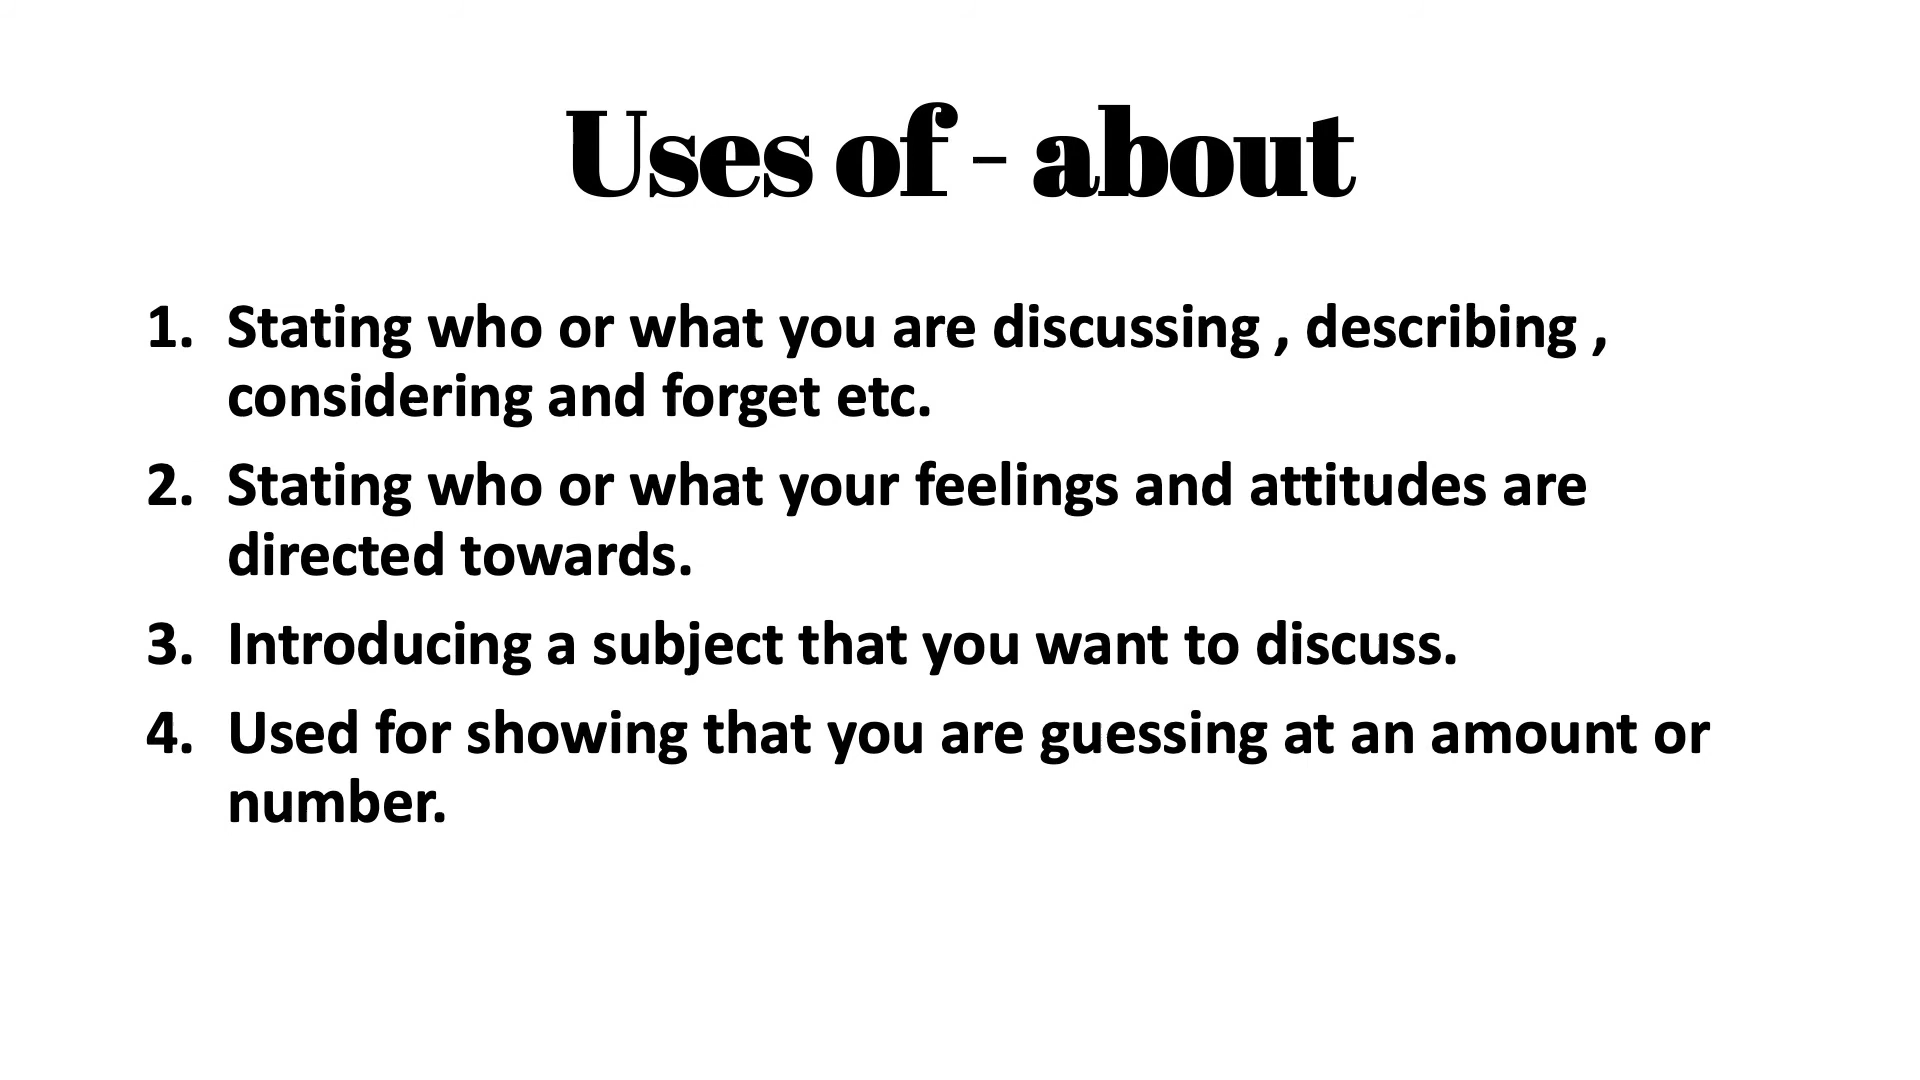 Uses of - about
1. Stating who or what you are discussing , describing ,
considering and forget etc.
2. Stating who or what your feelings and attitudes are
directed towards.
3. Introducing a subject that you want to discuss.
4. Used for showing that you are guessing at an amount or
number.